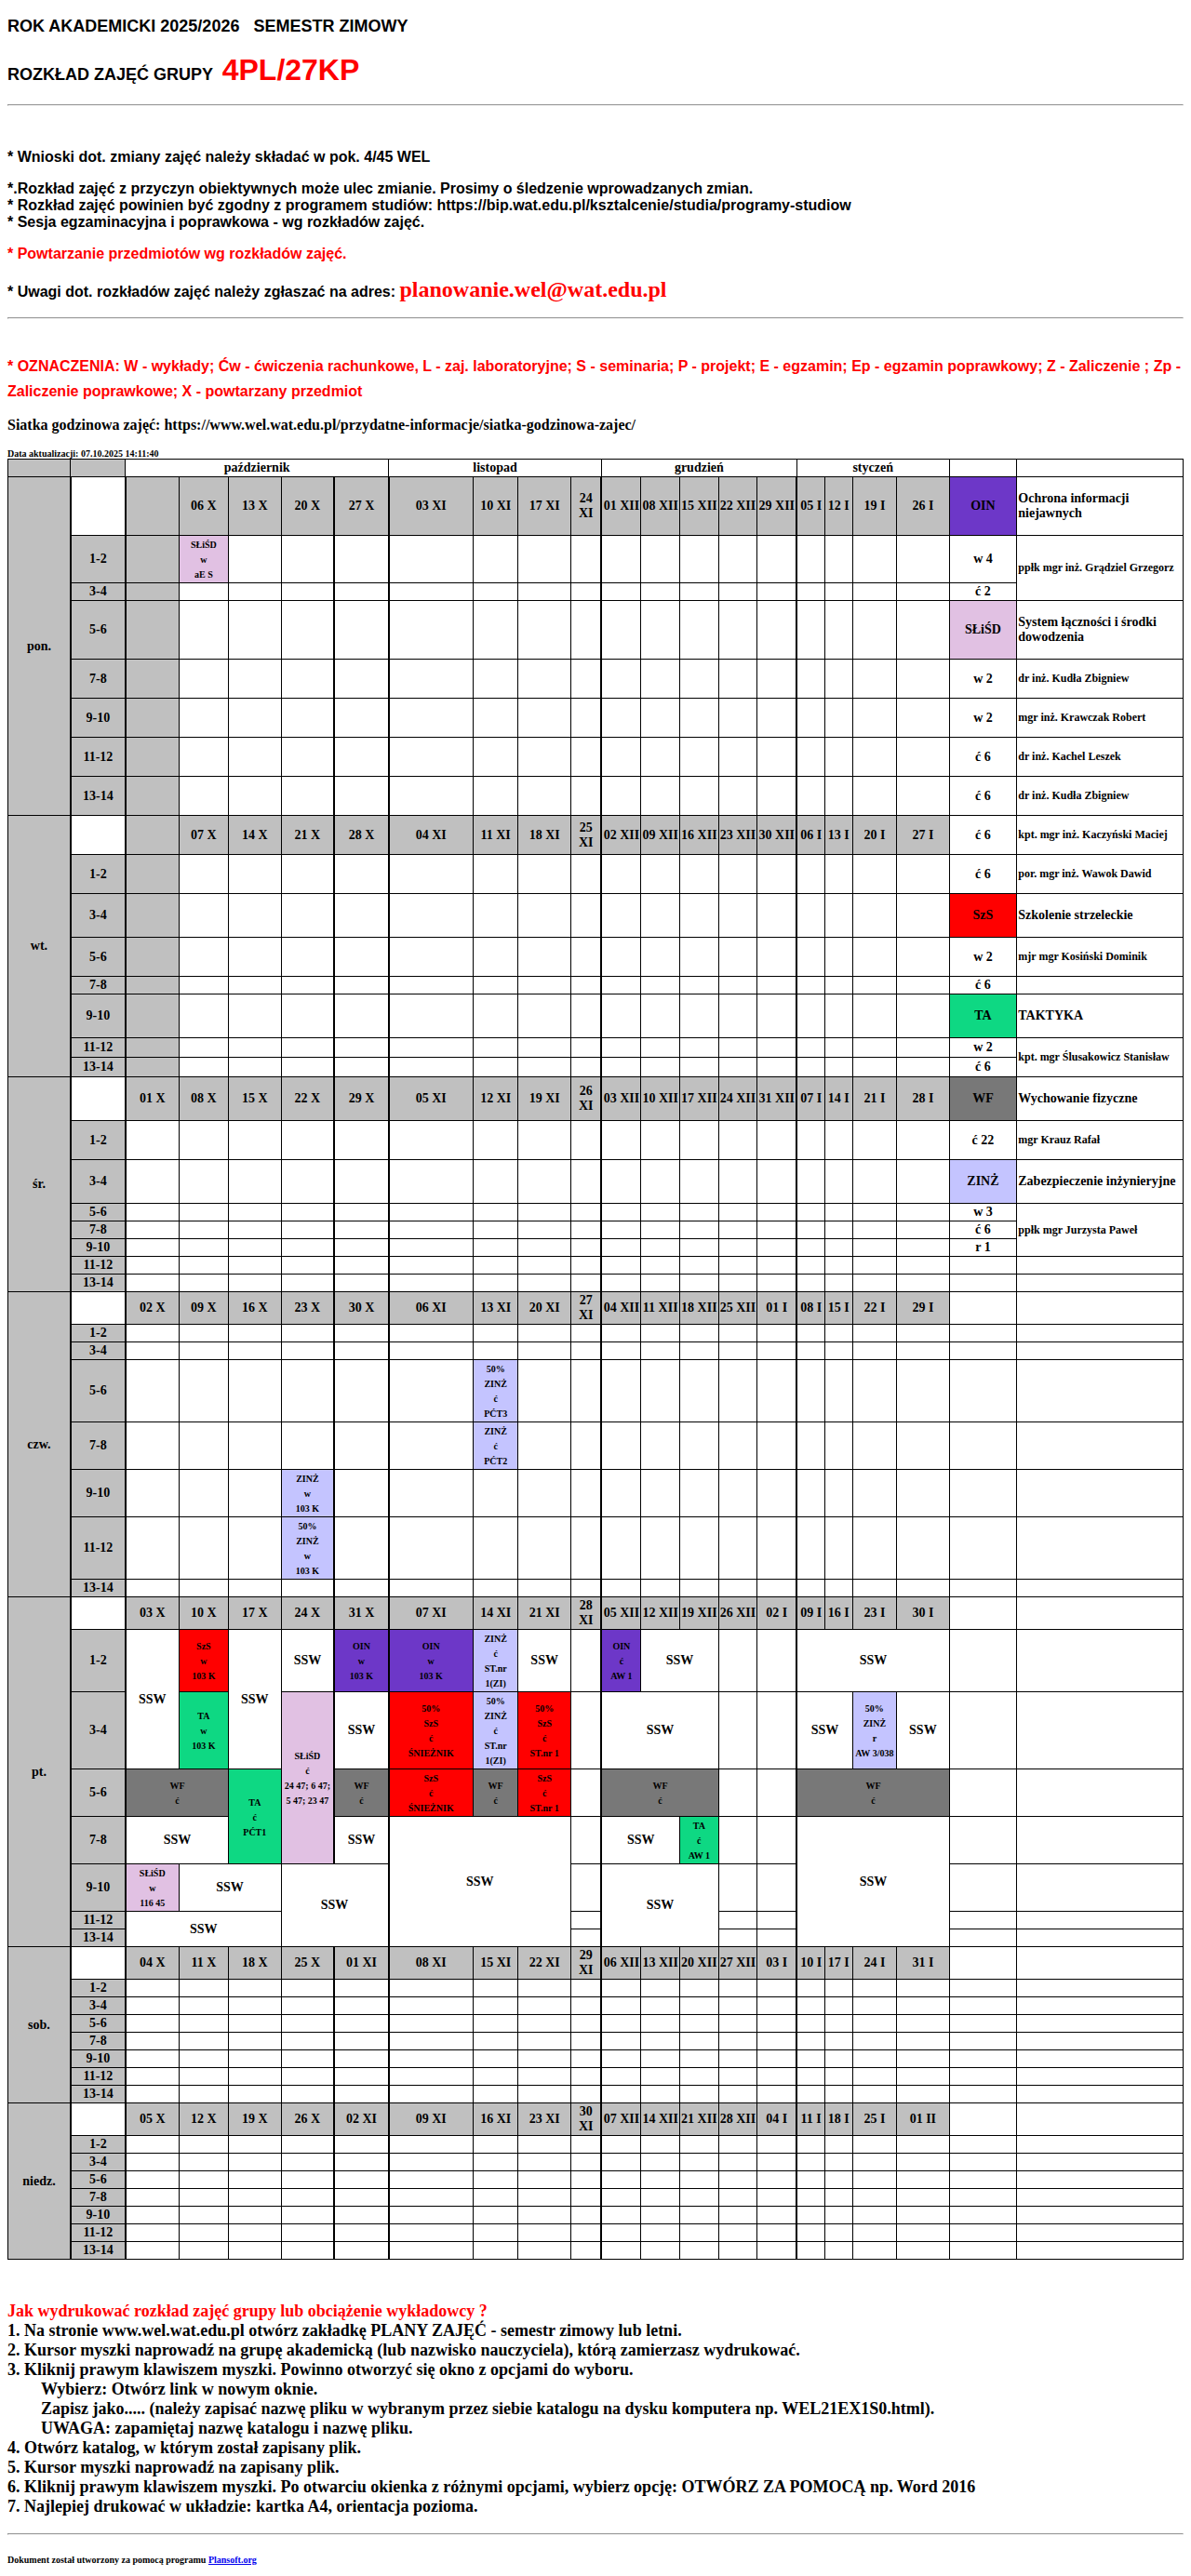 ROK AKADEMICKI 2025/2026 SEMESTR ZIMOWY
ROZKŁAD ZAJĘĆ GRUPY 4PL/27KP
* Wnioski dot. zmiany zajęć należy składać w pok. 4/45 WEL
*.Rozkład zajęć z przyczyn obiektywnych może ulec zmianie. Prosimy o śledzenie wprowadzanych zmian.
* Rozkład zajęć powinien być zgodny z programem studiów: https://bip.wat.edu.pl/ksztalcenie/studia/programy-studiow
* Sesja egzaminacyjna i poprawkowa - wg rozkładów zajęć.
* Powtarzanie przedmiotów wg rozkładów zajęć.
* Uwagi dot. rozkładów zajęć należy zgłaszać na adres: planowanie.wel@wat.edu.pl
* OZNACZENIA: W - wykłady; Ćw - ćwiczenia rachunkowe, L - zaj. laboratoryjne; S - seminaria; P - projekt; E - egzamin; Ep - egzamin poprawkowy; Z - Zaliczenie ; Zp -
Zaliczenie poprawkowe; X - powtarzany przedmiot
Siatka godzinowa zajęć: https://www.wel.wat.edu.pl/przydatne-informacje/siatka-godzinowa-zajec/
Data aktualizacji: 07.10.2025 14:11:40
październik listopad grudzień styczeń
pon. 06 X 13 X 20 X 27 X 03 XI 10 XI 17 XI 24 XI 01 XII 08 XII 15 XII 22 XII 29 XII 05 I 12 I 19 I 26 I OIN Ochrona informacji niejawnych
1-2 SŁiŚD w aE S w 4 ppłk mgr inż. Grądziel Grzegorz
3-4 ć 2
5-6 SŁiŚD System łączności i środki dowodzenia
7-8 w 2 dr inż. Kudła Zbigniew
9-10 w 2 mgr inż. Krawczak Robert
11-12 ć 6 dr inż. Kachel Leszek
13-14 ć 6 dr inż. Kudła Zbigniew
wt. 07 X 14 X 21 X 28 X 04 XI 11 XI 18 XI 25 XI 02 XII 09 XII 16 XII 23 XII 30 XII 06 I 13 I 20 I 27 I ć 6 kpt. mgr inż. Kaczyński Maciej
1-2 ć 6 por. mgr inż. Wawok Dawid
3-4 SzS Szkolenie strzeleckie
5-6 w 2 mjr mgr Kosiński Dominik
7-8 ć 6
9-10 TA TAKTYKA
11-12 w 2 kpt. mgr Ślusakowicz Stanisław
13-14 ć 6
śr. 01 X 08 X 15 X 22 X 29 X 05 XI 12 XI 19 XI 26 XI 03 XII 10 XII 17 XII 24 XII 31 XII 07 I 14 I 21 I 28 I WF Wychowanie fizyczne
1-2 ć 22 mgr Krauz Rafał
3-4 ZINŻ Zabezpieczenie inżynieryjne
5-6 w 3
7-8 ć 6 ppłk mgr Jurzysta Paweł
9-10 r 1
11-12
13-14
czw. 02 X 09 X 16 X 23 X 30 X 06 XI 13 XI 20 XI 27 XI 04 XII 11 XII 18 XII 25 XII 01 I 08 I 15 I 22 I 29 I
1-2
3-4
5-6 50% ZINŻ ć PĆT3
7-8 ZINŻ ć PĆT2
9-10 ZINŻ w 103 K
11-12 50% ZINŻ w 103 K
13-14
pt. 03 X 10 X 17 X 24 X 31 X 07 XI 14 XI 21 XI 28 XI 05 XII 12 XII 19 XII 26 XII 02 I 09 I 16 I 23 I 30 I
1-2 SSW SzS w 103 K SSW SSW OIN w 103 K OIN w 103 K ZINŻ ć ST.nr 1(ZI) SSW OIN ć AW 1 SSW SSW
3-4 TA w 103 K SŁiŚD ć 24 47; 6 47; 5 47; 23 47 SSW 50% SzS ć ŚNIEŻNIK 50% ZINŻ ć ST.nr 1(ZI) 50% SzS ć ST.nr 1 SSW SSW 50% ZINŻ r AW 3/038 SSW
5-6 WF ć TA ć PĆT1 WF ć SzS ć ŚNIEŻNIK WF ć SzS ć ST.nr 1 WF ć WF ć
7-8 SSW SSW SSW SSW TA ć AW 1 SSW
9-10 SŁiŚD w 116 45 SSW SSW SSW
11-12 SSW
13-14
sob. 04 X 11 X 18 X 25 X 01 XI 08 XI 15 XI 22 XI 29 XI 06 XII 13 XII 20 XII 27 XII 03 I 10 I 17 I 24 I 31 I
1-2
3-4
5-6
7-8
9-10
11-12
13-14
niedz. 05 X 12 X 19 X 26 X 02 XI 09 XI 16 XI 23 XI 30 XI 07 XII 14 XII 21 XII 28 XII 04 I 11 I 18 I 25 I 01 II
1-2
3-4
5-6
7-8
9-10
11-12
13-14
Jak wydrukować rozkład zajęć grupy lub obciążenie wykładowcy ?
1. Na stronie www.wel.wat.edu.pl otwórz zakładkę PLANY ZAJĘĆ - semestr zimowy lub letni.
2. Kursor myszki naprowadź na grupę akademicką (lub nazwisko nauczyciela), którą zamierzasz wydrukować.
3. Kliknij prawym klawiszem myszki. Powinno otworzyć się okno z opcjami do wyboru.
Wybierz: Otwórz link w nowym oknie.
Zapisz jako..... (należy zapisać nazwę pliku w wybranym przez siebie katalogu na dysku komputera np. WEL21EX1S0.html).
UWAGA: zapamiętaj nazwę katalogu i nazwę pliku.
4. Otwórz katalog, w którym został zapisany plik.
5. Kursor myszki naprowadź na zapisany plik.
6. Kliknij prawym klawiszem myszki. Po otwarciu okienka z różnymi opcjami, wybierz opcję: OTWÓRZ ZA POMOCĄ np. Word 2016
7. Najlepiej drukować w układzie: kartka A4, orientacja pozioma.
Dokument został utworzony za pomocą programu Plansoft.org